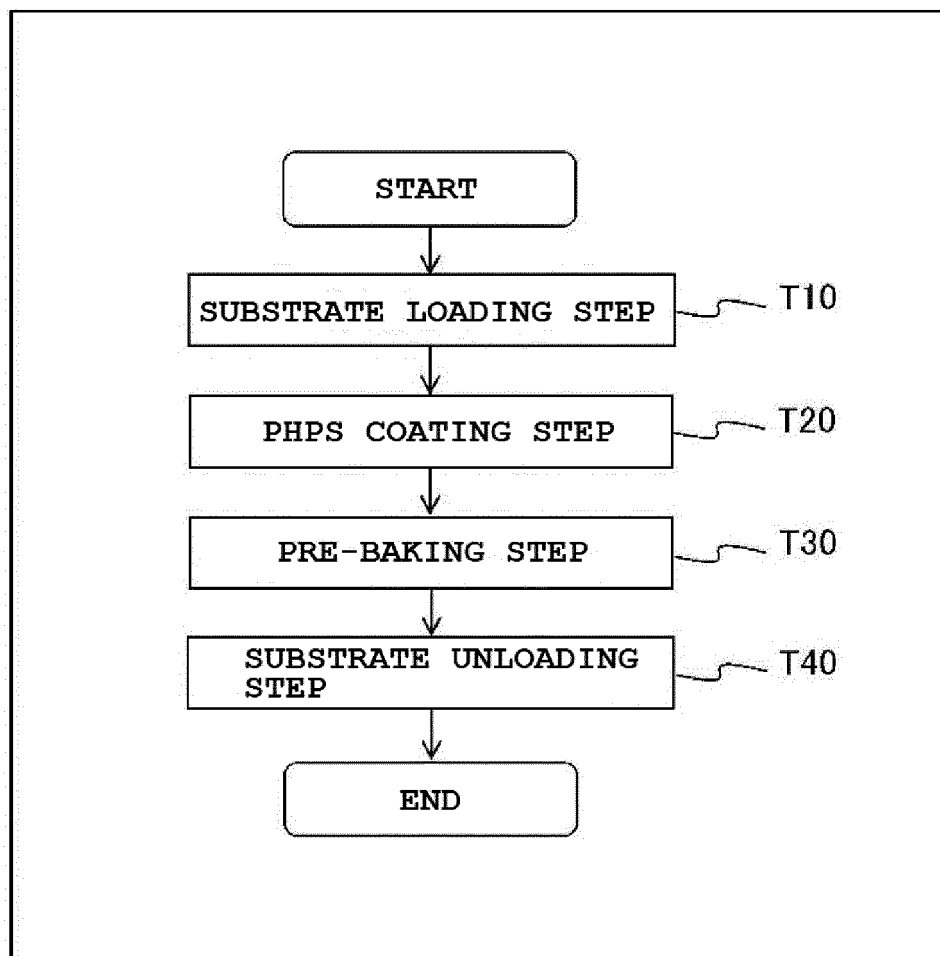 START
SUBSTRATE LOADING STEP
T10
PHPS COATING STEP
T20
PRE-BAKING STEP
T30
SUBSTRATE UNLOADING
STEP
T40
END